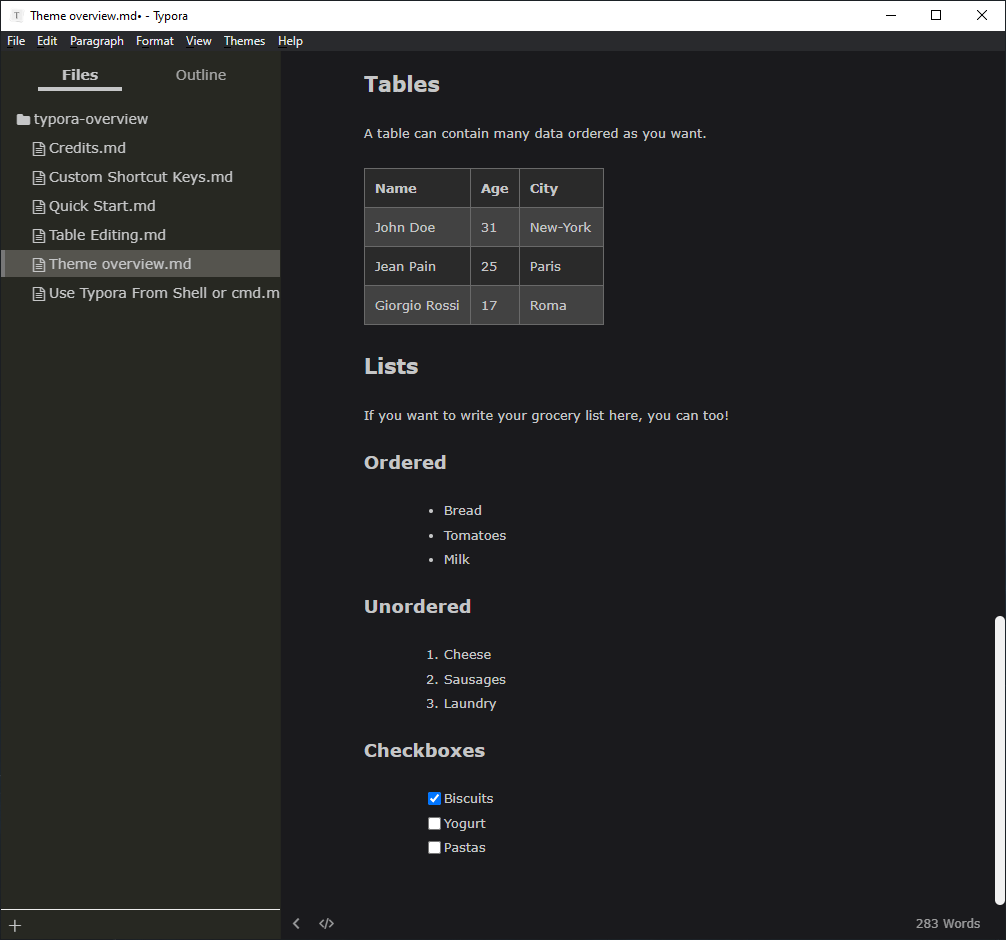 Theme overview.md• - Typora
File Edit Paragraph Format View Themes Help
Files Outline
typora-overview
Credits.md
Custom Shortcut Keys.md
Quick Start.md
Table Editing.md
Theme overview.md
Use Typora From Shell or cmd.m
Tables
A table can contain many data ordered as you want.
Name Age City
John Doe 31 New-York
Jean Pain 25 Paris
Giorgio Rossi 17 Roma
Lists
If you want to write your grocery list here, you can too!
Ordered
• Bread
• Tomatoes
• Milk
Unordered
1. Cheese
2. Sausages
3. Laundry
Checkboxes
Biscuits
Yogurt
Pastas
283 Words